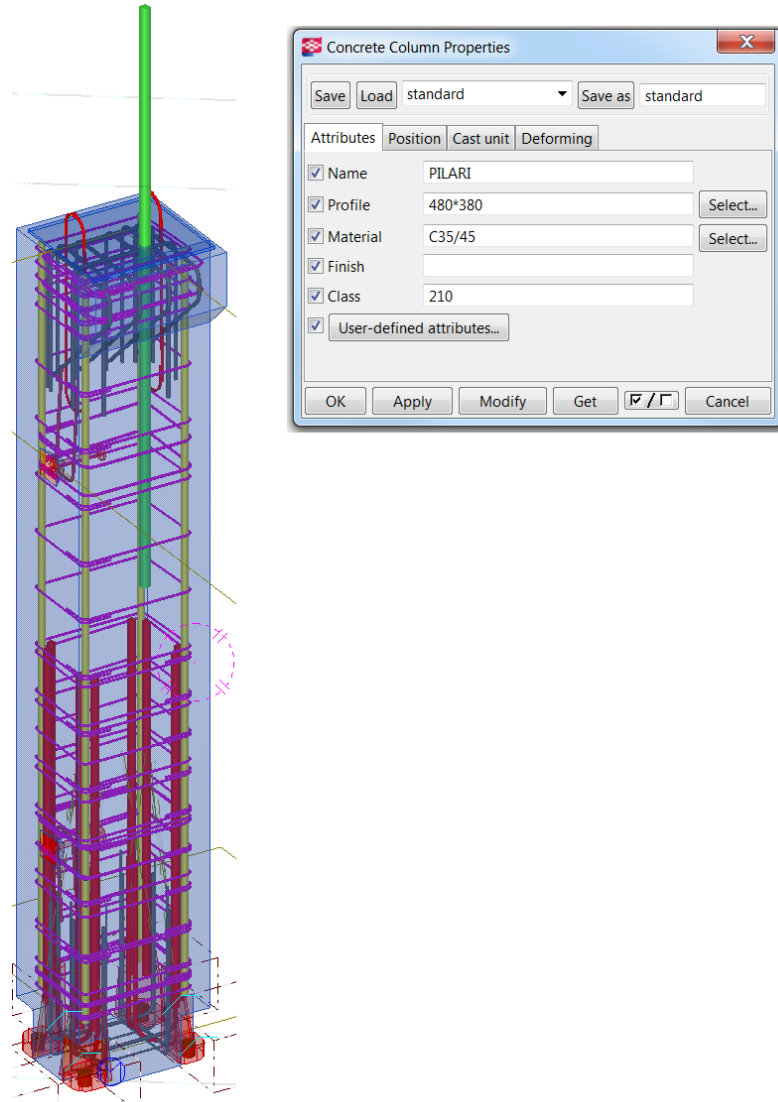 Concrete Column Properties
Save Load standard Save as standard
Attributes Position Cast unit Deforming
Name PILARI
Profile 480*380 Select...
Material C35/45 Select...
Finish
Class 210
User-defined attributes...
OK Apply Modify Get / Cancel